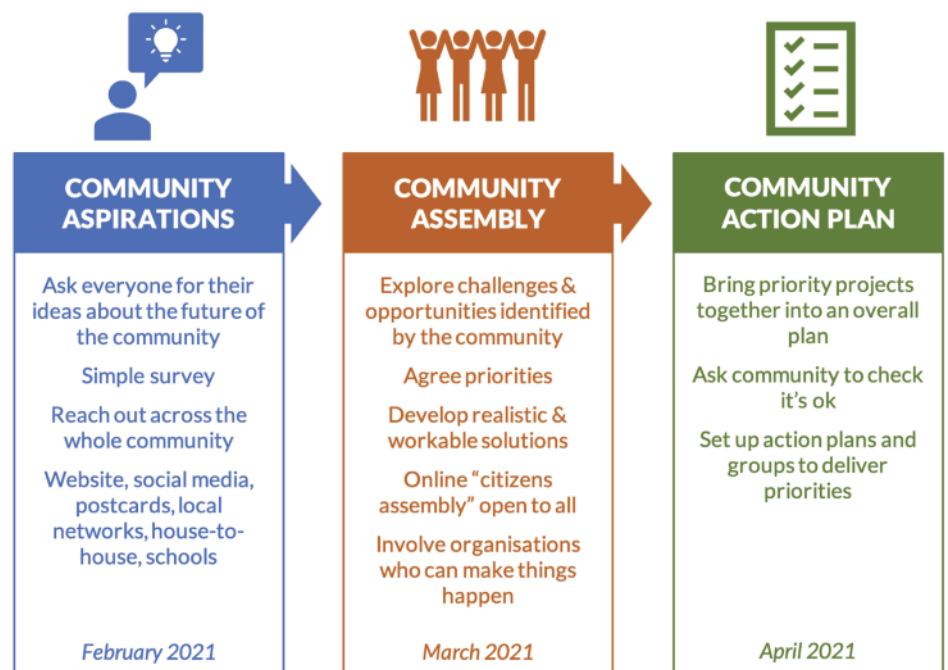 COMMUNITY
ASPIRATIONS
Ask everyone for their
ideas about the future of
the community
Simple survey
Reach out across the
whole community
Website, social media,
postcards, local
networks, house-to-
house, schools
February 2021
COMMUNITY
ASSEMBLY
Explore challenges &
opportunities identified
by the community
Agree priorities
Develop realistic &
workable solutions
Online “citizens
assembly” open to all
Involve organisations
who can make things
happen
March 2021
COMMUNITY
ACTION PLAN
Bring priority projects
together into an overall
plan
Ask community to check
it’s ok
Set up action plans and
groups to deliver
priorities
April 2021